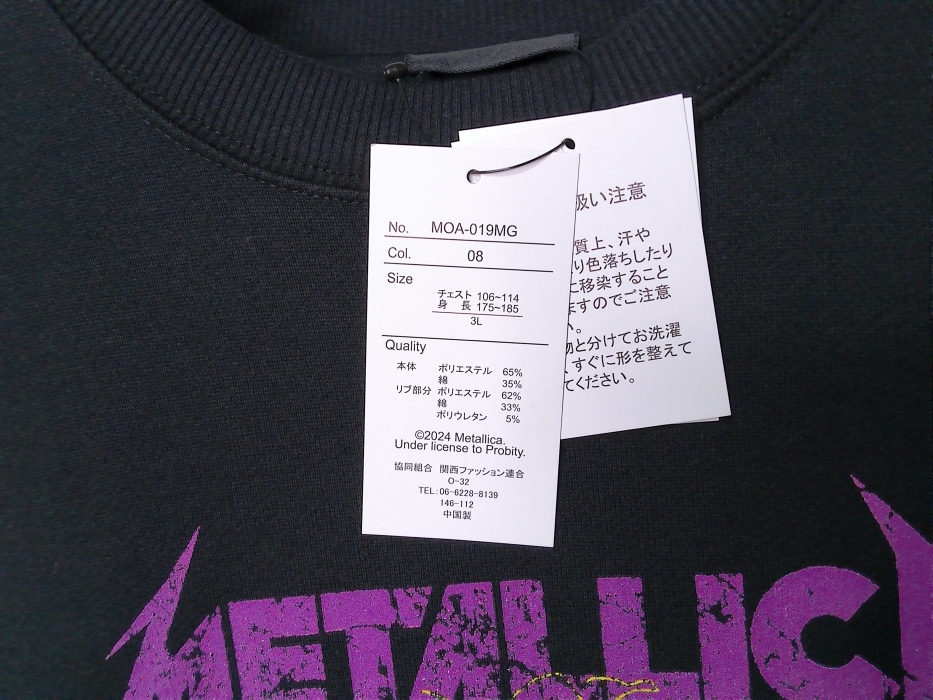 No. MOA-019MG
Col. 08
Size
チェスト 106~114
身 長 175~185
3L
Quality
本体 ポリエステル 65%
綿 35%
リブ部分 ポリエステル 62%
綿 33%
ポリウレタン 5%
©2024 Metallica.
Under license to Probity.
協同組合 関西ファッション連合
O-32
TEL:06-6228-8139
146-112
中国製
扱い注意
質上、汗や
り色落ちしたり
に移染すること
ますのでご注意
い。
物と分けてお洗濯
、すぐに形を整えて
てください。
METALLICA